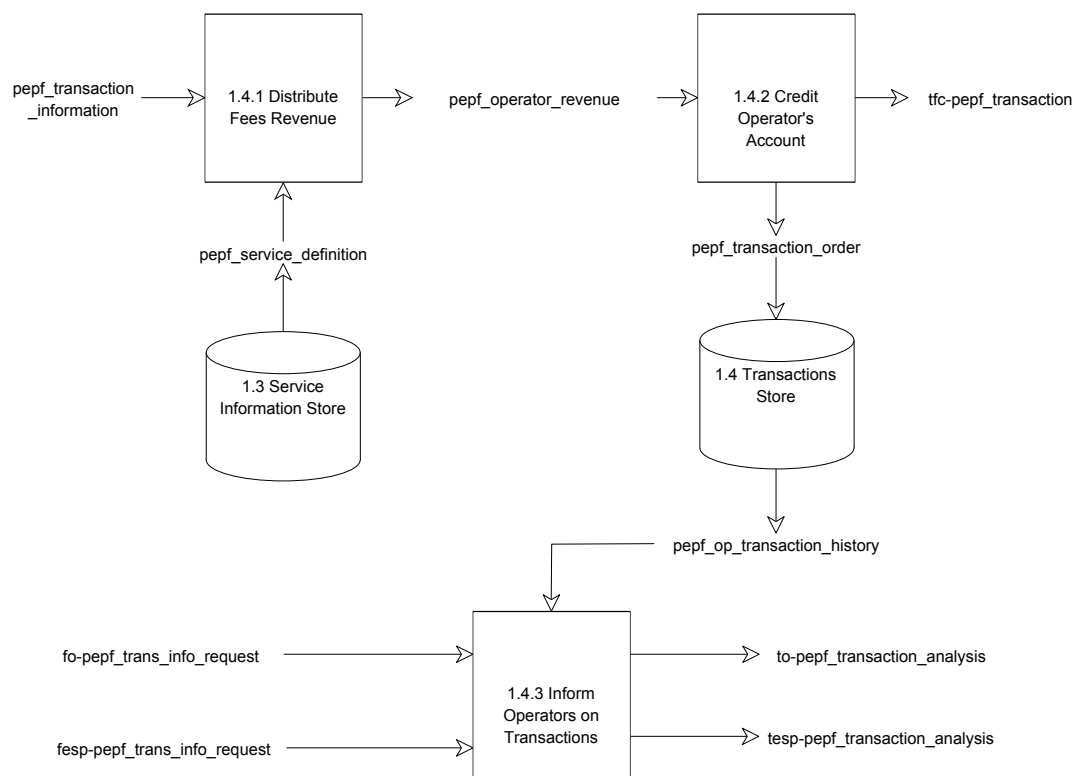 pepf_transaction
_information
1.4.1 Distribute
Fees Revenue
pepf_operator_revenue
1.4.2 Credit
Operator's
Account
tfc-pepf_transaction
pepf_service_definition
pepf_transaction_order
1.3 Service
Information Store
1.4 Transactions
Store
pepf_op_transaction_history
fo-pepf_trans_info_request
to-pepf_transaction_analysis
1.4.3 Inform
Operators on
Transactions
fesp-pepf_trans_info_request
tesp-pepf_transaction_analysis